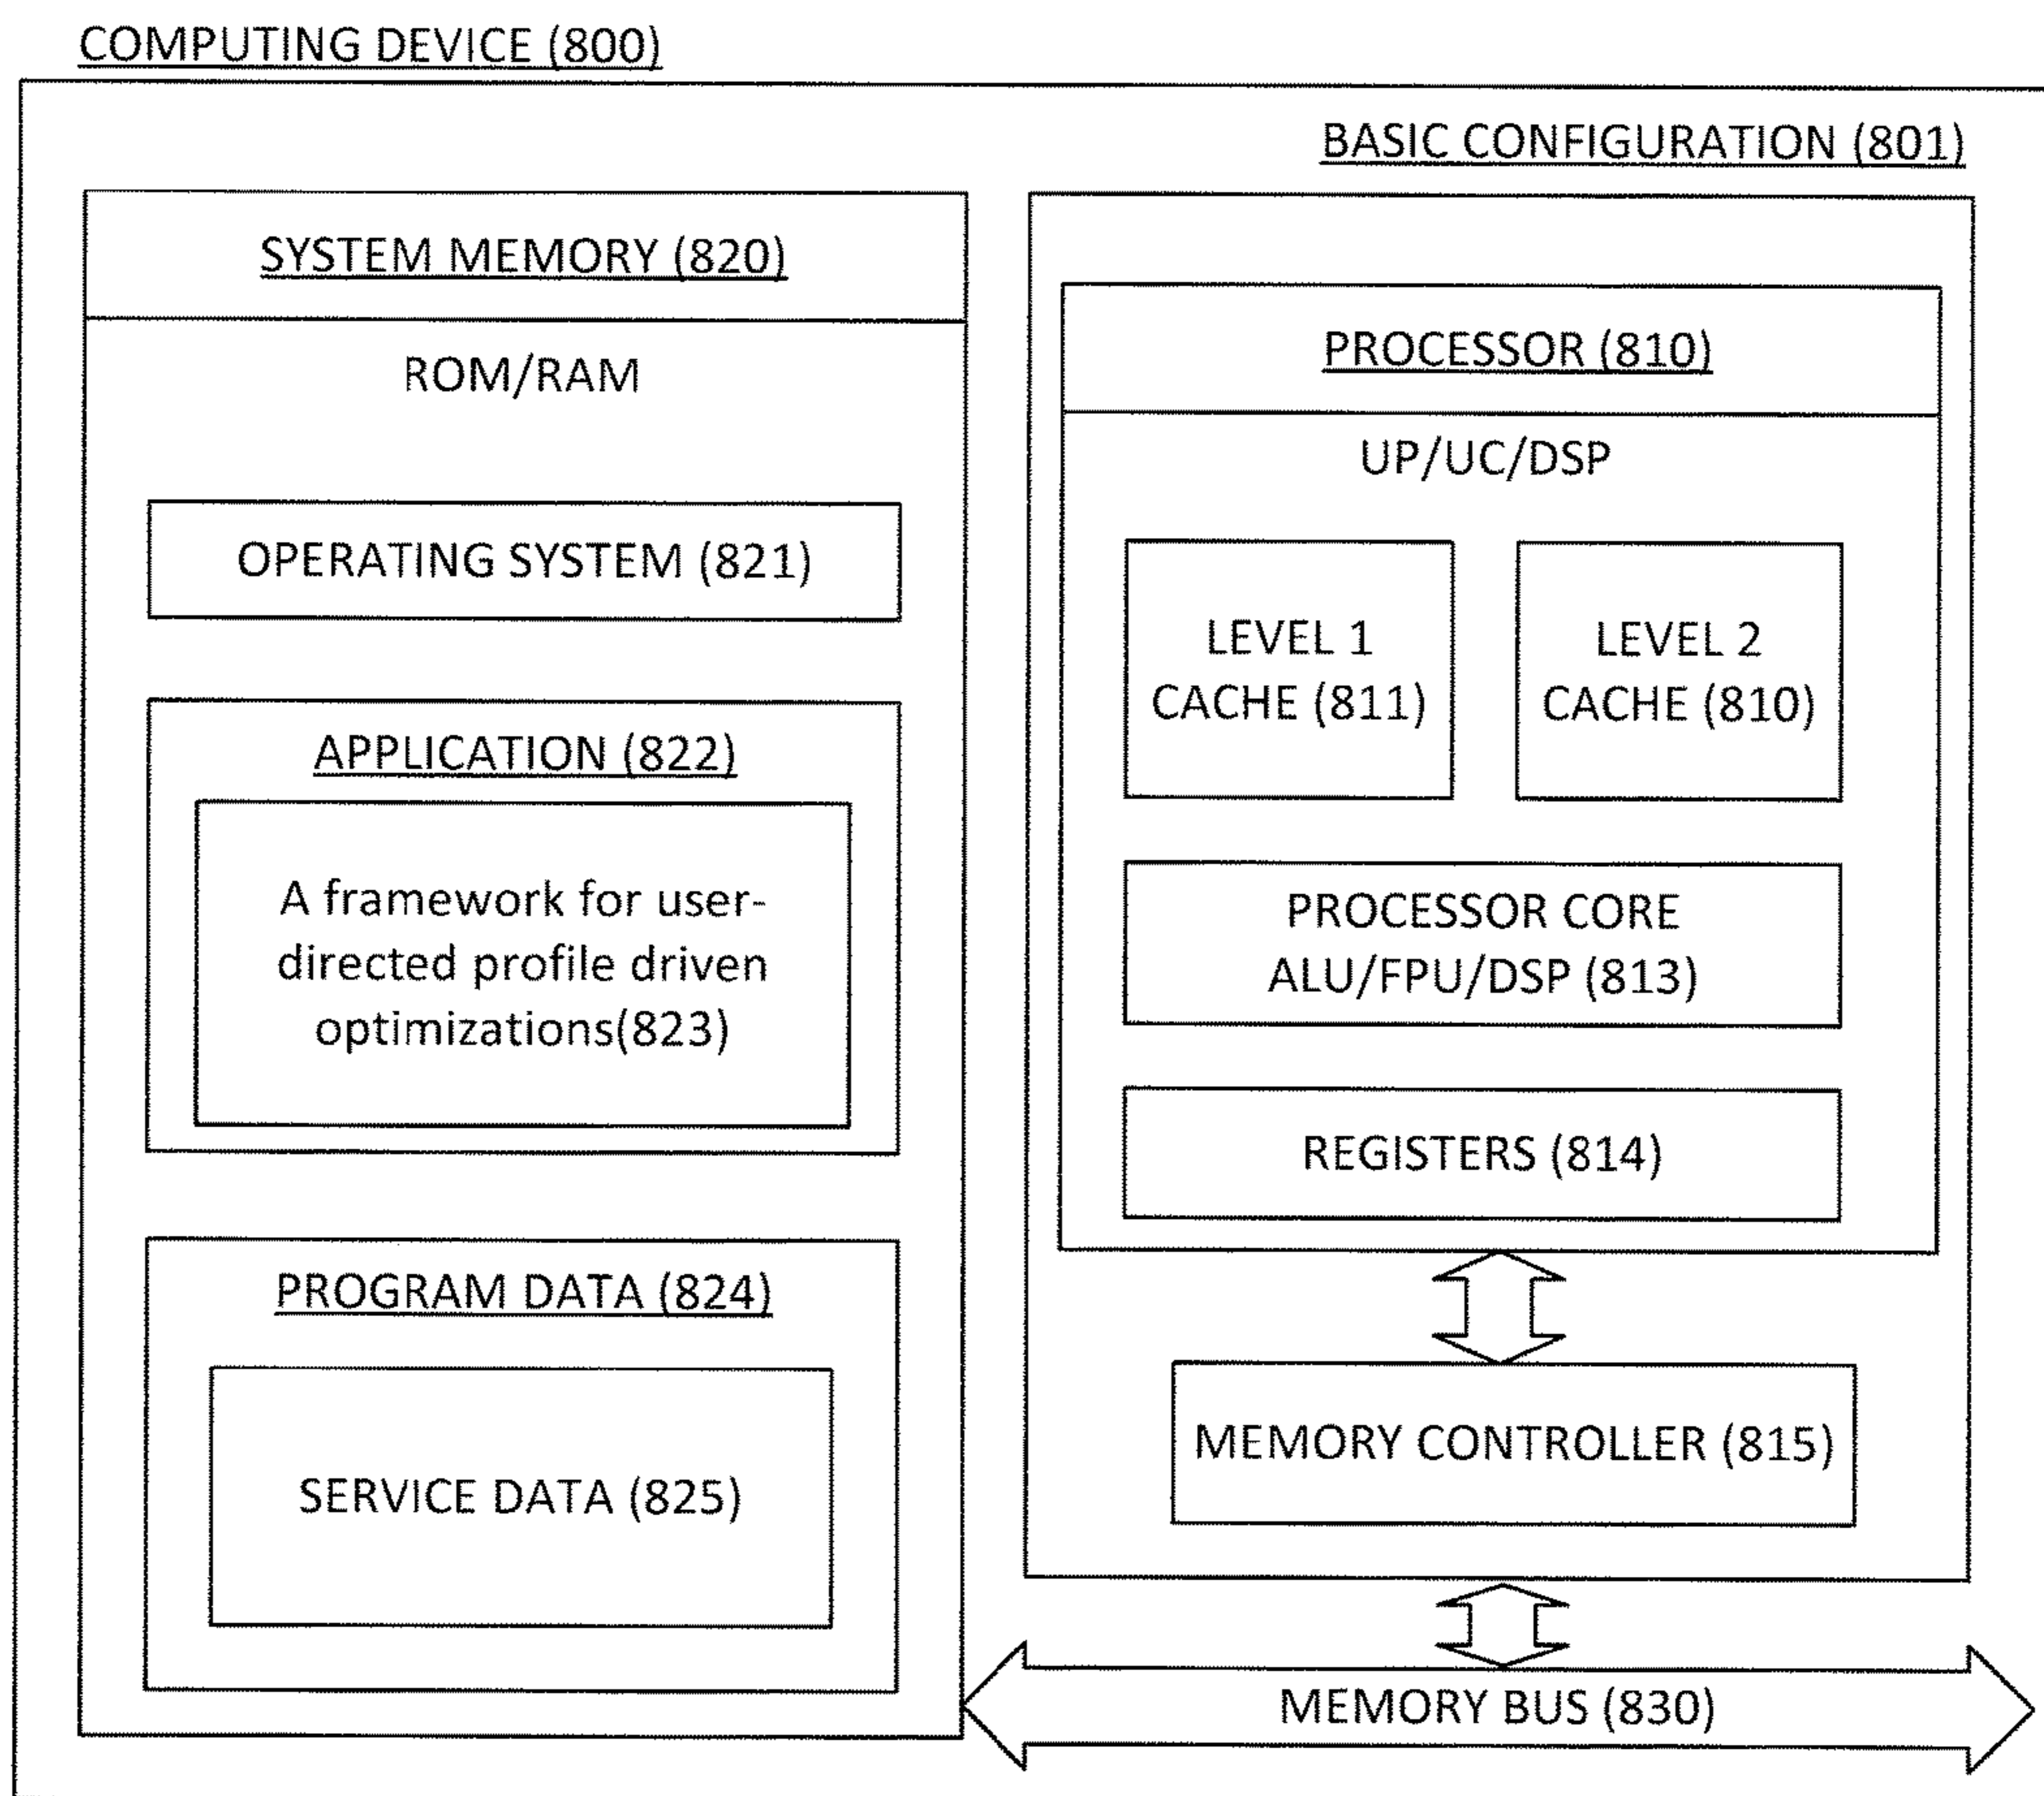 COMPUTING DEVICE (800)
SYSTEM MEMORY (820)
ROM/RAM
OPERATING SYSTEM (821)
APPLICATION (822)
A framework for user-
directed profile driven
optimizations(823)
PROGRAM DATA (824)
SERVICE DATA (825)
BASIC CONFIGURATION (801)
PROCESSOR (810)
UP/UC/DSP
LEVEL 1
CACHE (811)
LEVEL 2
CACHE (810)
PROCESSOR CORE
ALU/FPU/DSP (813)
REGISTERS (814)
MEMORY CONTROLLER (815)
MEMORY BUS (830)